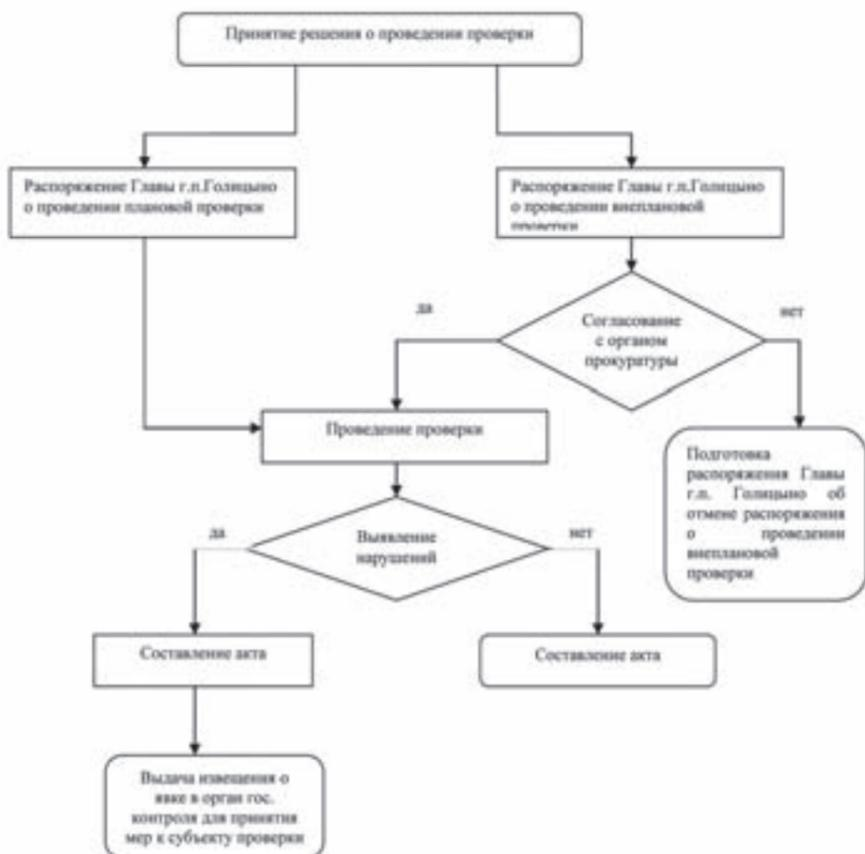 Принятие решения о проведении проверки
Распоряжение Главы г.п.Голицыно
о проведении плановой проверки
Распоряжение Главы г.п.Голицыно
о проведении внеплановой
проверки
да
Согласование
с органом
прокуратуры
нет
Проведение проверки
Подготовка
распоряжения Главы
г.п. Голицыно об
отмене распоряжения
о проведении
внеплановой
проверки
да
Выявление
нарушений
нет
Составление акта
Составление акта
Выдача извещения о
явке в орган гос.
контроля для принятия
мер к субъекту проверки